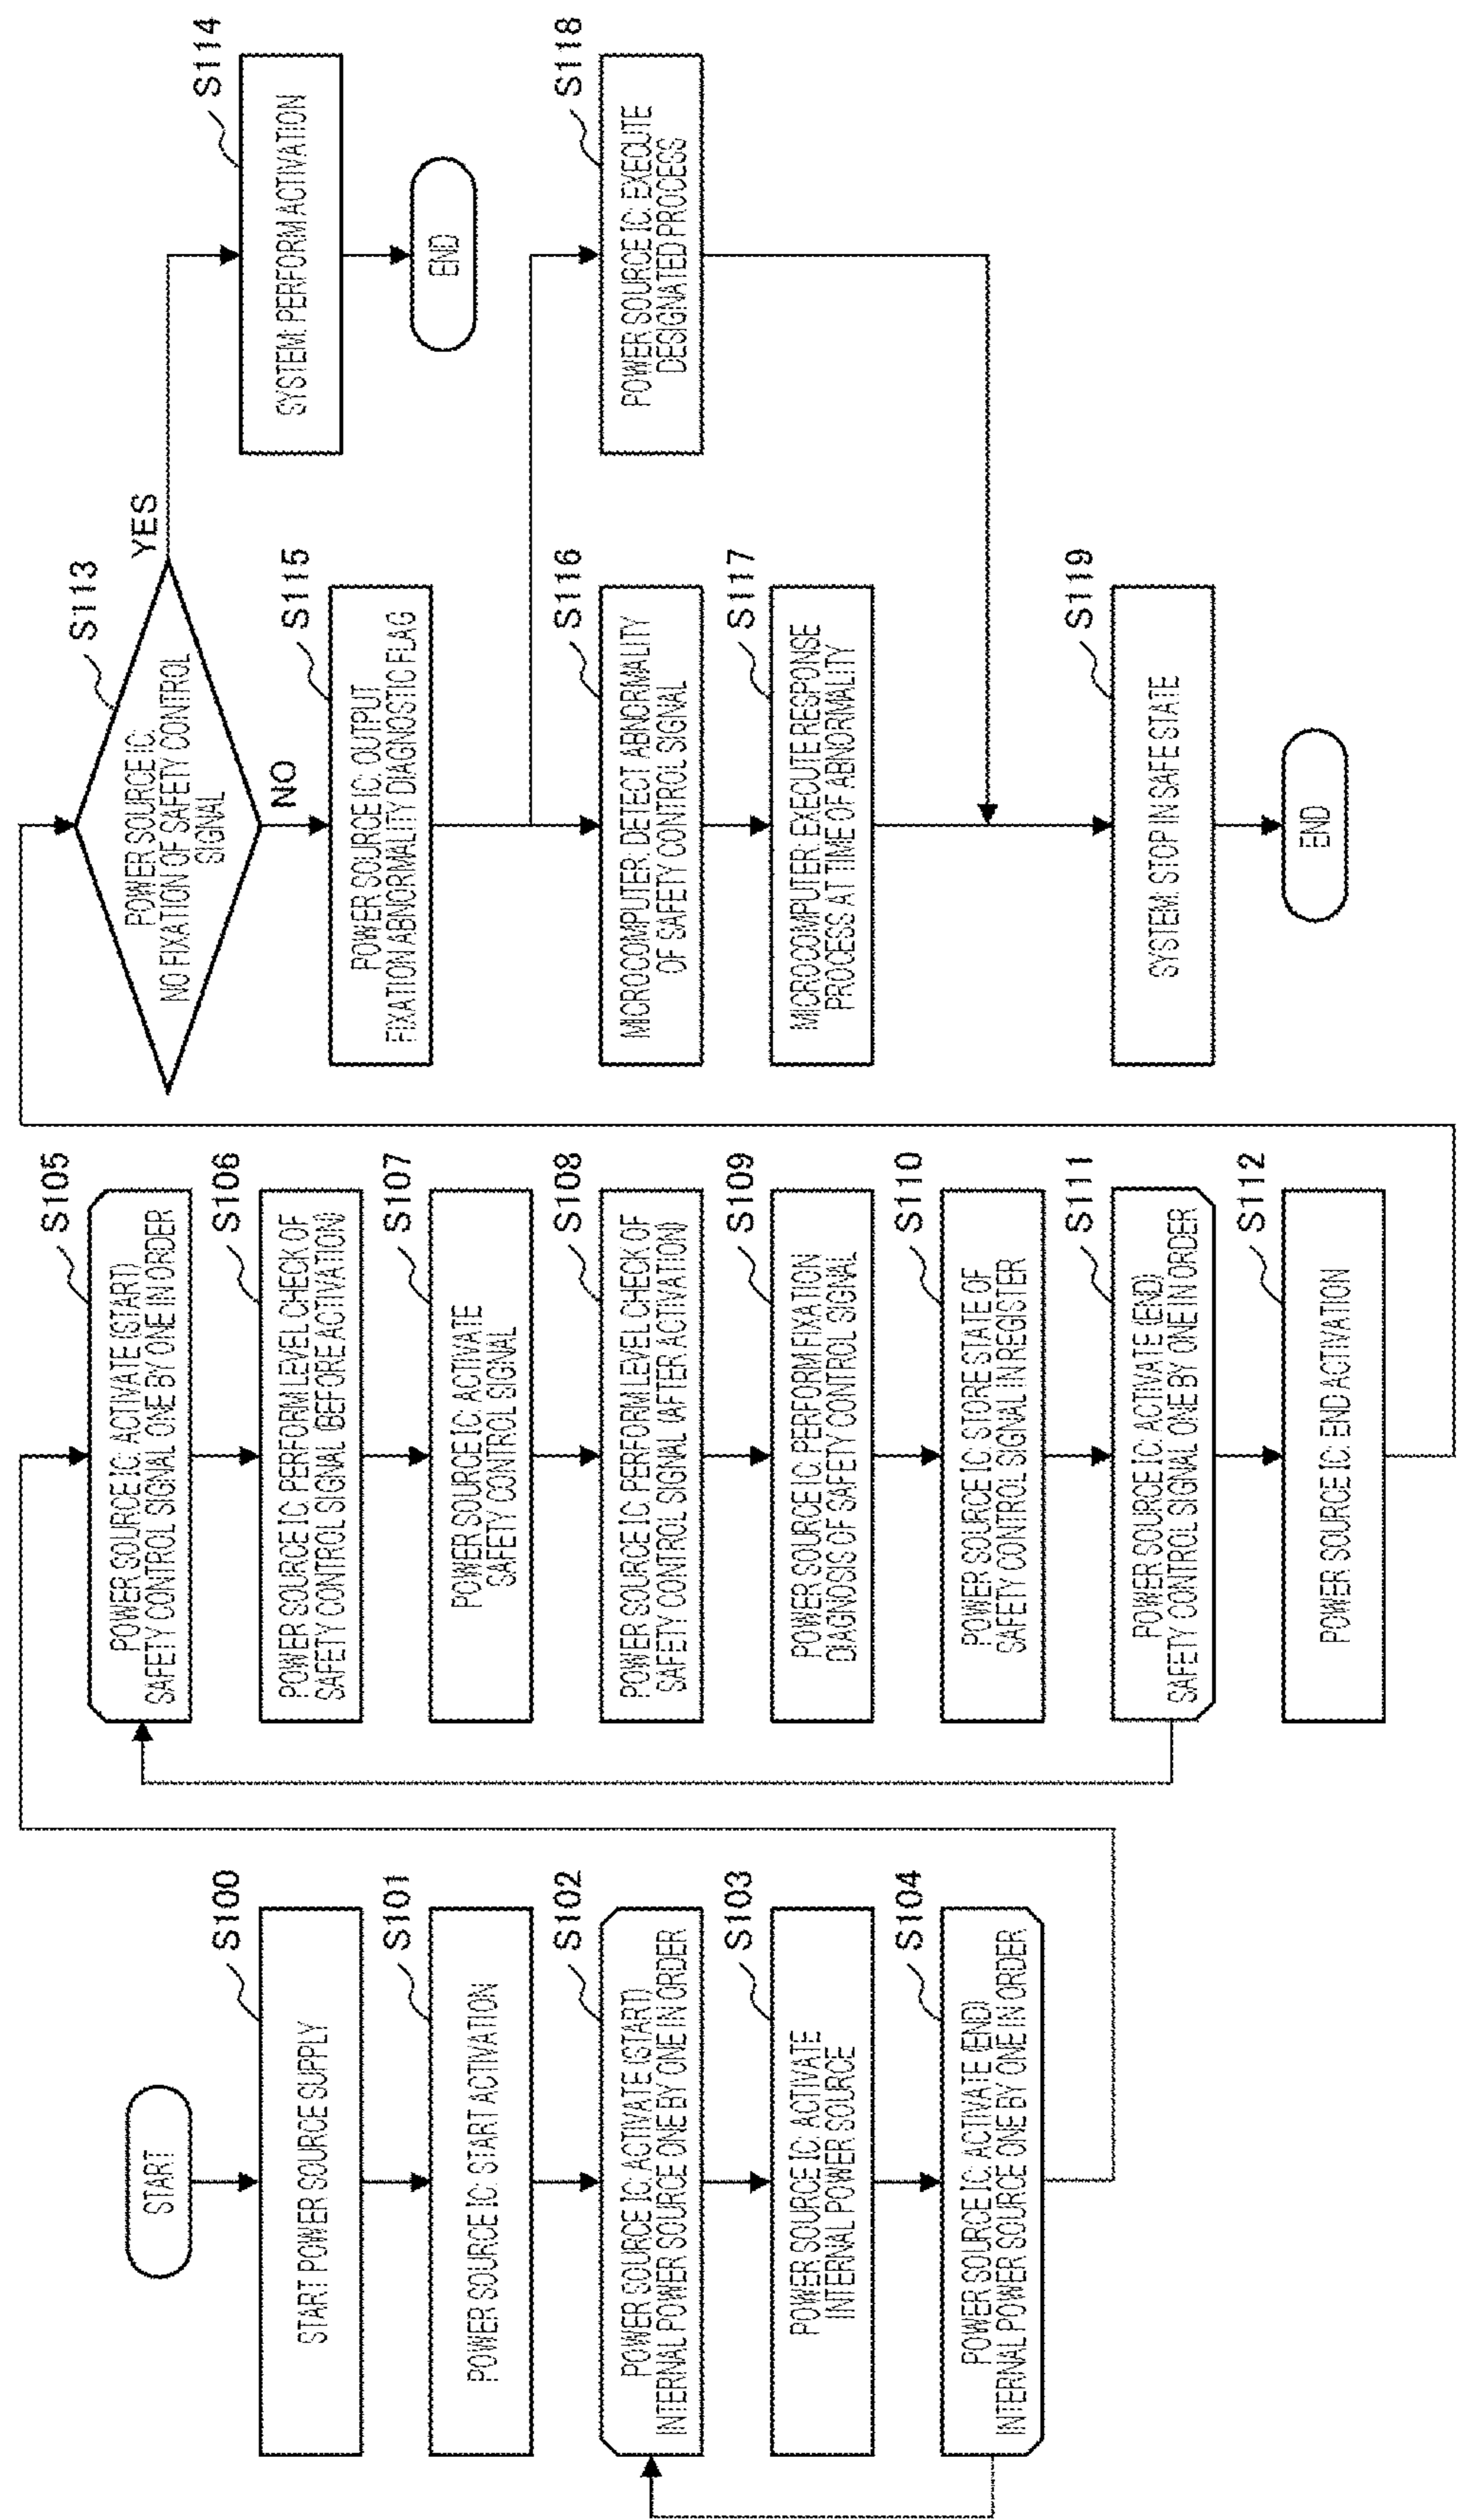 START
S100
START POWER SOURCE SUPPLY
S101
POWER SOURCE IC: START ACTIVATION
S102
POWER SOURCE IC: ACTIVATE (START)
INTERNAL POWER SOURCE ONE BY ONE IN ORDER
S103
POWER SOURCE IC: ACTIVATE
INTERNAL POWER SOURCE
S104
POWER SOURCE IC: ACTIVATE (END)
INTERNAL POWER SOURCE ONE BY ONE IN ORDER
S105
POWER SOURCE IC: ACTIVATE (START)
SAFETY CONTROL SIGNAL ONE BY ONE IN ORDER
S106
POWER SOURCE IC: PERFORM LEVEL CHECK OF
SAFETY CONTROL SIGNAL (BEFORE ACTIVATION)
S107
POWER SOURCE IC: ACTIVATE
SAFETY CONTROL SIGNAL
S108
POWER SOURCE IC: PERFORM LEVEL CHECK OF
SAFETY CONTROL SIGNAL (AFTER ACTIVATION)
S109
POWER SOURCE IC: PERFORM FIXATION
DIAGNOSIS OF SAFETY CONTROL SIGNAL
S110
POWER SOURCE IC: STORE STATE OF
SAFETY CONTROL SIGNAL IN REGISTER
S111
POWER SOURCE IC: ACTIVATE (END)
SAFETY CONTROL SIGNAL ONE BY ONE IN ORDER
S112
POWER SOURCE IC: END ACTIVATION
S113
POWER SOURCE IC:
NO FIXATION OF SAFETY CONTROL
SIGNAL
YES
NO
S114
SYSTEM: PERFORM ACTIVATION
END
S115
POWER SOURCE IC: OUTPUT
FIXATION ABNORMALITY DIAGNOSTIC FLAG
S116
MICROCOMPUTER: DETECT ABNORMALITY
OF SAFETY CONTROL SIGNAL
S117
MICROCOMPUTER: EXECUTE RESPONSE
PROCESS AT TIME OF ABNORMALITY
S118
POWER SOURCE IC: EXECUTE
DESIGNATED PROCESS
S119
SYSTEM: STOP IN SAFE STATE
END